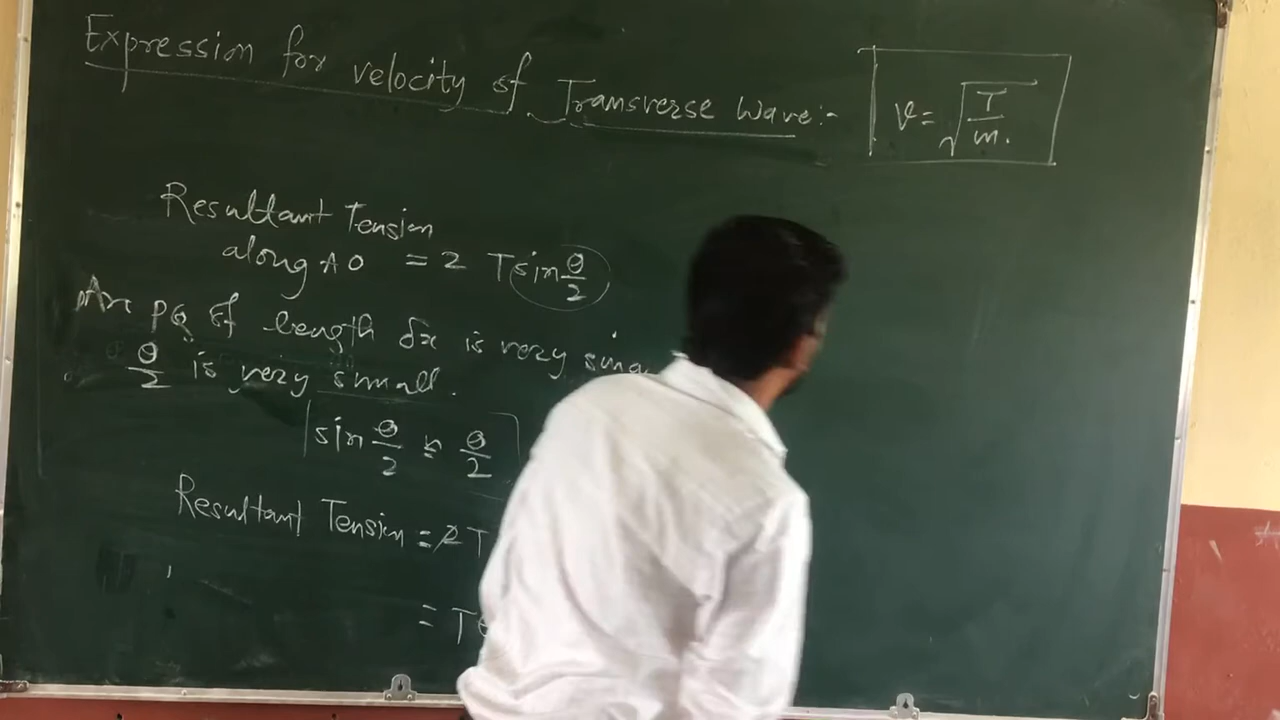 Expression for velocity of Transverse wave:-
v = √(T/m).
Resultant Tension
along AO = 2 T sin θ/2
Arc PQ of length δx is very
θ/2 is very small.
sin θ/2 ≈ θ/2
Resultant Tension = 2 T
= T